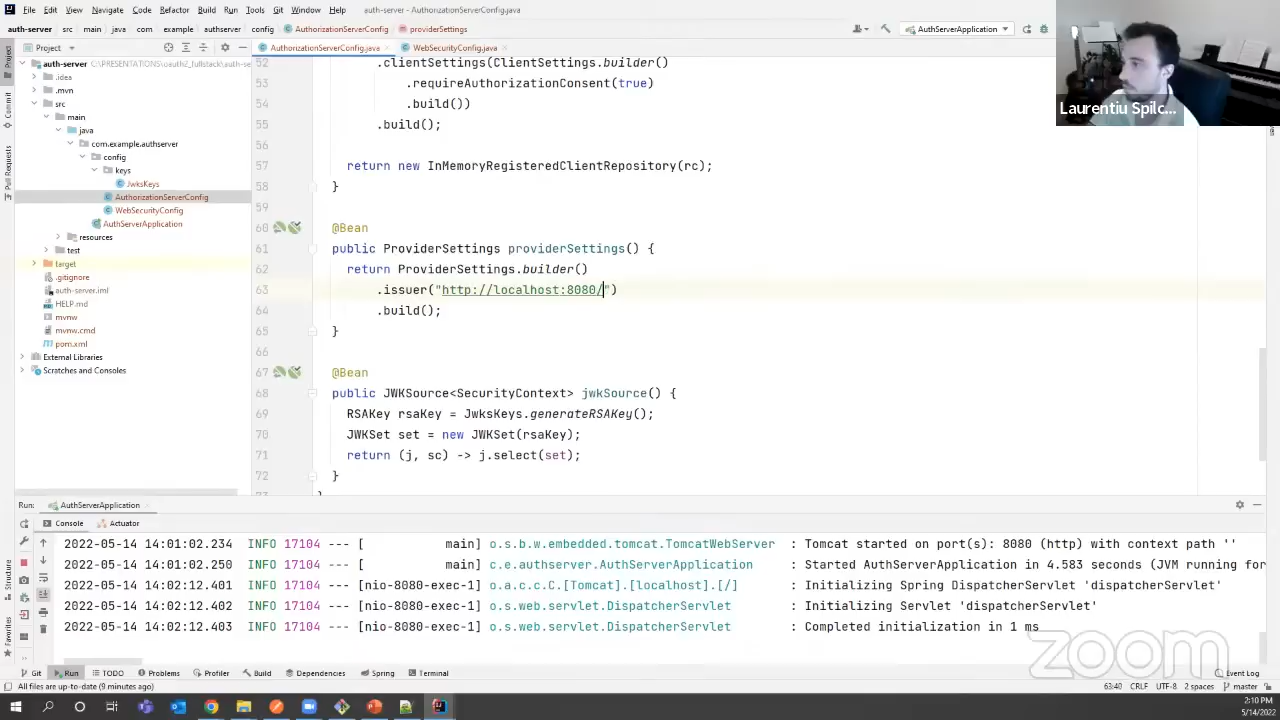 File Edit View Navigate Code Refactor Build Run Tools Git Window Help auth-server - AuthorizationServerConfig.java
auth-server src main java com example authserver config AuthorizationServerConfig providerSettings AuthServerApplication
Project AuthorizationServerConfig.java WebSecurityConfig.java
auth-server C:\PRESENTATIONS\oauth2_fullstack\auth-se
.idea
.mvn
src
main
java
com.example.authserver
config
keys
JwksKeys
AuthorizationServerConfig
WebSecurityConfig
AuthServerApplication
resources
test
target
.gitignore
auth-server.iml
HELP.md
mvnw
mvnw.cmd
pom.xml
External Libraries
Scratches and Consoles
Project
Commit
Pull Requests
52 .clientSettings(ClientSettings.builder()
53 .requireAuthorizationConsent(true)
54 .build())
55 .build();
56
57 return new InMemoryRegisteredClientRepository(rc);
58 }
59
60 @Bean
61 public ProviderSettings providerSettings() {
62 return ProviderSettings.builder()
63 .issuer("http://localhost:8080/")
64 .build();
65 }
66
67 @Bean
68 public JWKSource<SecurityContext> jwkSource() {
69 RSAKey rsaKey = JwksKeys.generateRSAKey();
70 JWKSet set = new JWKSet(rsaKey);
71 return (j, sc) -> j.select(set);
72 }
Laurentiu Spilc...
Run: AuthServerApplication
Console Actuator
2022-05-14 14:01:02.234 INFO 17104 --- [ main] o.s.b.w.embedded.tomcat.TomcatWebServer : Tomcat started on port(s): 8080 (http) with context path ''
2022-05-14 14:01:02.250 INFO 17104 --- [ main] c.e.authserver.AuthServerApplication : Started AuthServerApplication in 4.583 seconds (JVM running for
2022-05-14 14:02:12.401 INFO 17104 --- [nio-8080-exec-1] o.a.c.c.C.[Tomcat].[localhost].[/] : Initializing Spring DispatcherServlet 'dispatcherServlet'
2022-05-14 14:02:12.402 INFO 17104 --- [nio-8080-exec-1] o.s.web.servlet.DispatcherServlet : Initializing Servlet 'dispatcherServlet'
2022-05-14 14:02:12.403 INFO 17104 --- [nio-8080-exec-1] o.s.web.servlet.DispatcherServlet : Completed initialization in 1 ms
Structure
Favorites
zoom
Git Run TODO Problems Profiler Build Dependencies Spring Terminal Event Log
All files are up-to-date (9 minutes ago) 63:40 CRLF UTF-8 2 spaces master
2:10 PM
5/14/2022